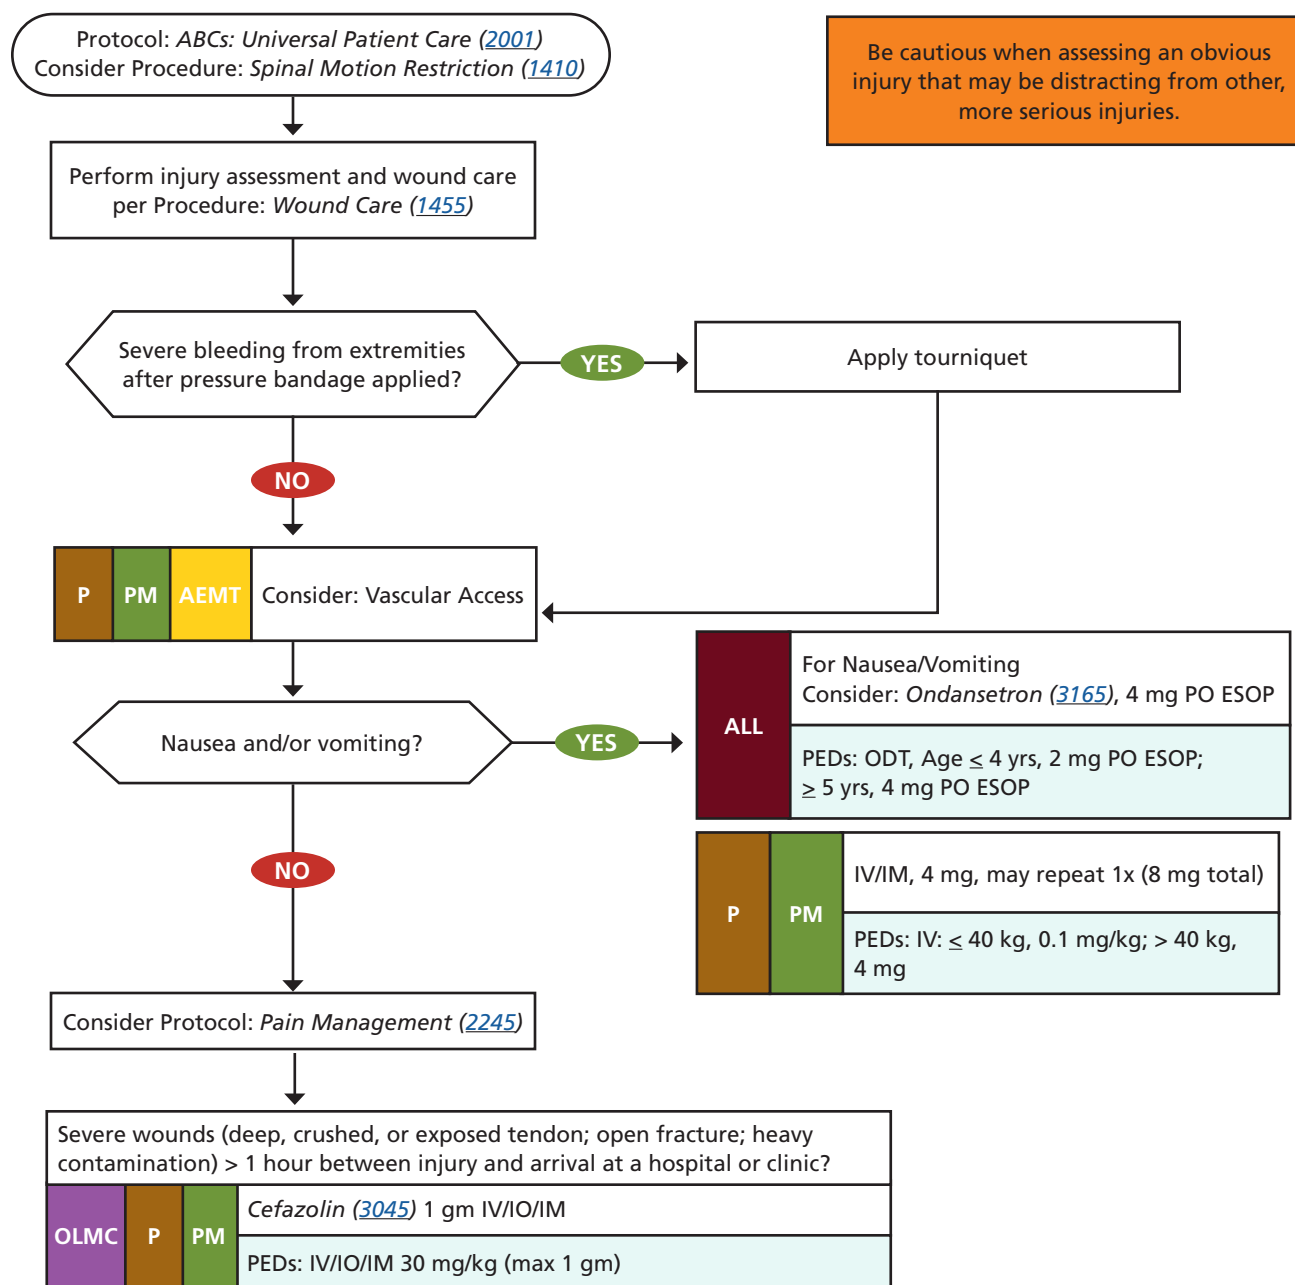 Protocol: ABCs: Universal Patient Care (2001)
Consider Procedure: Spinal Motion Restriction (1410)
Be cautious when assessing an obvious
injury that may be distracting from other,
more serious injuries.
Perform injury assessment and wound care
per Procedure: Wound Care (1455)
Severe bleeding from extremities
after pressure bandage applied?
YES
Apply tourniquet
NO
P PM AEMT Consider: Vascular Access
Nausea and/or vomiting?
YES
ALL
For Nausea/Vomiting
Consider: Ondansetron (3165), 4 mg PO ESOP
PEDs: ODT, Age ≤ 4 yrs, 2 mg PO ESOP;
≥ 5 yrs, 4 mg PO ESOP
P PM
IV/IM, 4 mg, may repeat 1x (8 mg total)
PEDs: IV: ≤ 40 kg, 0.1 mg/kg; > 40 kg,
4 mg
NO
Consider Protocol: Pain Management (2245)
Severe wounds (deep, crushed, or exposed tendon; open fracture; heavy
contamination) > 1 hour between injury and arrival at a hospital or clinic?
OLMC P PM
Cefazolin (3045) 1 gm IV/IO/IM
PEDs: IV/IO/IM 30 mg/kg (max 1 gm)